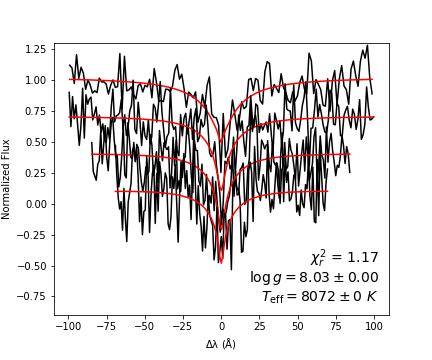 1.25
1.00
0.75
0.50
0.25
0.00
−0.25
−0.50
−0.75
Normalized Flux
χ²ᵣ = 1.17
log g = 8.03 ± 0.00
T_eff = 8072 ± 0 K
−100 −75 −50 −25 0 25 50 75 100
Δλ (Å)